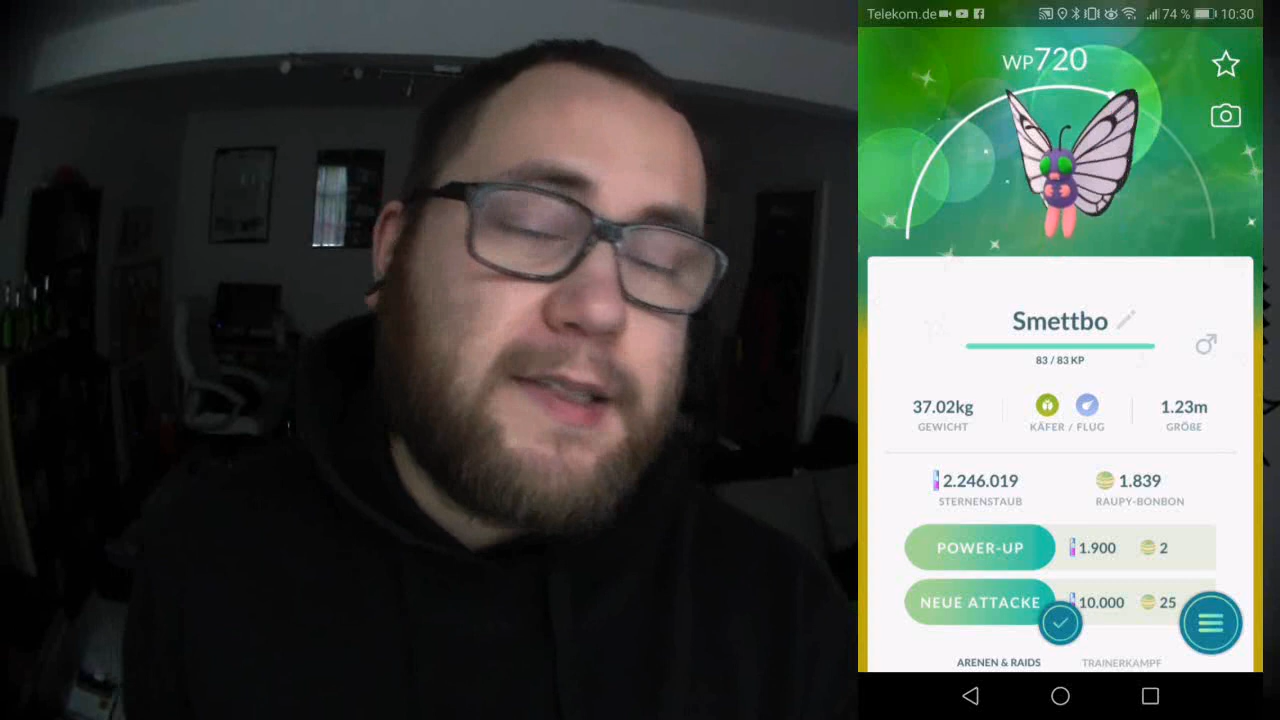 Telekom.de 74 % 10:30
WP720
Smettbo
83 / 83 KP
37.02kg
GEWICHT
KÄFER / FLUG
1.23m
GRÖßE
2.246.019
STERNENSTAUB
1.839
RAUPY-BONBON
POWER-UP 1.900 2
NEUE ATTACKE 10.000 25
ARENEN & RAIDS TRAINERKAMPF